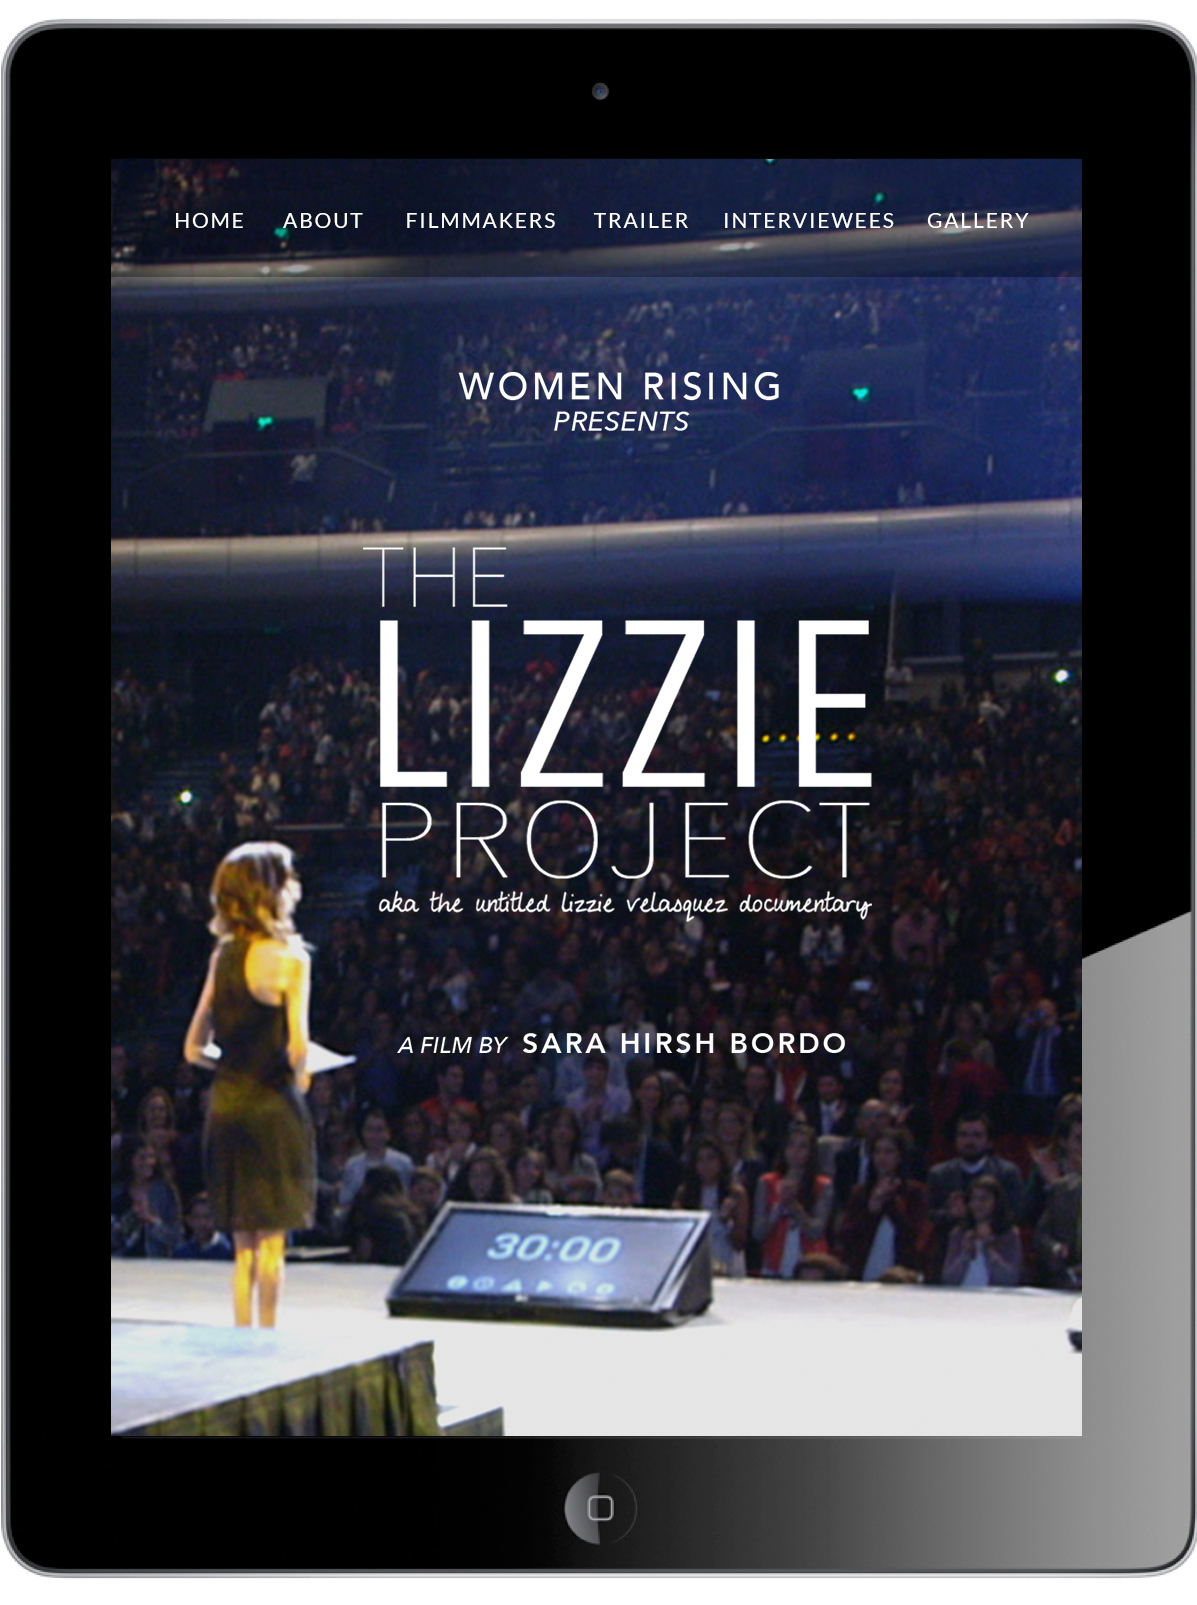 HOME ABOUT FILMMAKERS TRAILER INTERVIEWEES GALLERY
WOMEN RISING
PRESENTS
THE
LIZZIE
PROJECT
aka the untitled lizzie velasquez documentary
A FILM BY SARA HIRSH BORDO
30:00